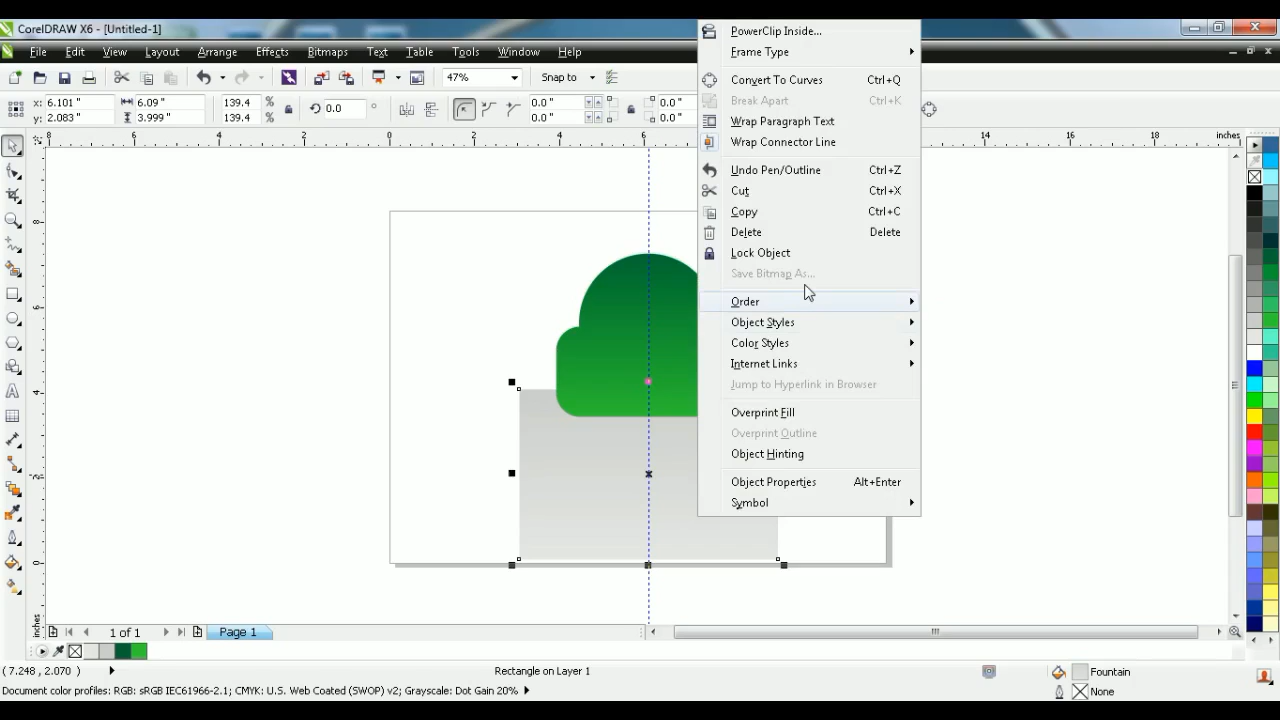 CorelDRAW X6 - [Untitled-1]
File Edit View Layout Arrange Effects Bitmaps Text Table Tools Window Help
47% Snap to
x: 6.101 " 6.09 " 139.4 % 0.0 ° 0.0 " 0.0 "
y: 2.083 " 3.999 " 139.4 % 0.0 " 0.0 "
8 6 4 2 0 2 4 6 14 16 18 inches
8
6
4
2
0
inches
PowerClip Inside...
Frame Type
Convert To Curves Ctrl+Q
Break Apart Ctrl+K
Wrap Paragraph Text
Wrap Connector Line
Undo Pen/Outline Ctrl+Z
Cut Ctrl+X
Copy Ctrl+C
Delete Delete
Lock Object
Save Bitmap As...
Order
Object Styles
Color Styles
Internet Links
Jump to Hyperlink in Browser
Overprint Fill
Overprint Outline
Object Hinting
Object Properties Alt+Enter
Symbol
1 of 1 Page 1
( 7.248 , 2.070 ) Rectangle on Layer 1 Fountain
Document color profiles: RGB: sRGB IEC61966-2.1; CMYK: U.S. Web Coated (SWOP) v2; Grayscale: Dot Gain 20% None